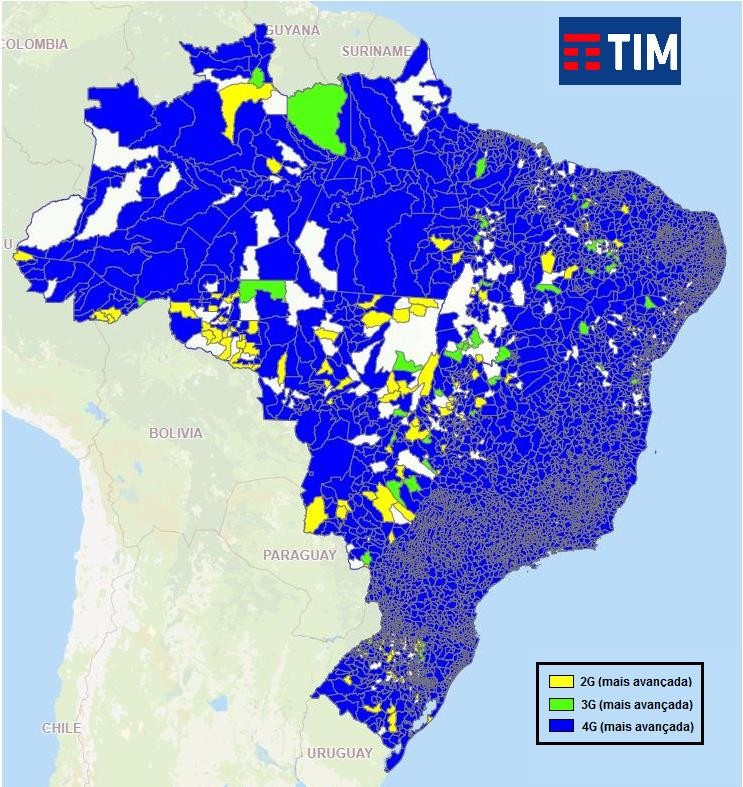 GUYANA
COLOMBIA
SURINAME
TIM
U
BOLIVIA
PARAGUAY
2G (mais avançada)
3G (mais avançada)
4G (mais avançada)
CHILE
URUGUAY